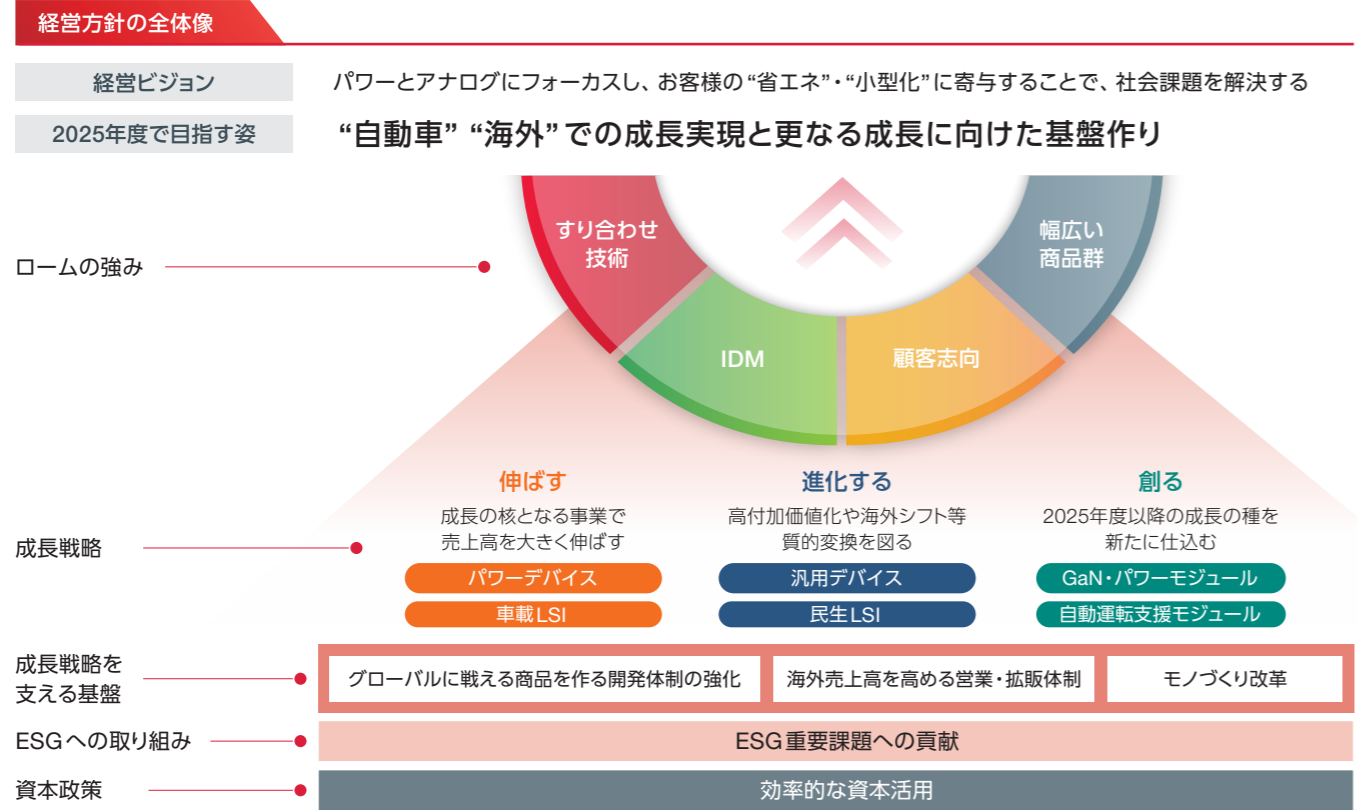 経営方針の全体像
経営ビジョン
パワーとアナログにフォーカスし、お客様の“省エネ”・“小型化”に寄与することで、社会課題を解決する
2025年度で目指す姿
“自動車” “海外” での成長実現と更なる成長に向けた基盤作り
ロームの強み
すり合わせ
技術
IDM
顧客志向
幅広い
商品群
成長戦略
伸ばす
成長の核となる事業で
売上高を大きく伸ばす
パワーデバイス
車載LSI
進化する
高付加価値化や海外シフト等
質的変換を図る
汎用デバイス
民生LSI
創る
2025年度以降の成長の種を
新たに仕込む
GaN・パワーモジュール
自動運転支援モジュール
成長戦略を
支える基盤
グローバルに戦える商品を作る開発体制の強化
海外売上高を高める営業・拡販体制
モノづくり改革
ESGへの取り組み
ESG重要課題への貢献
資本政策
効率的な資本活用